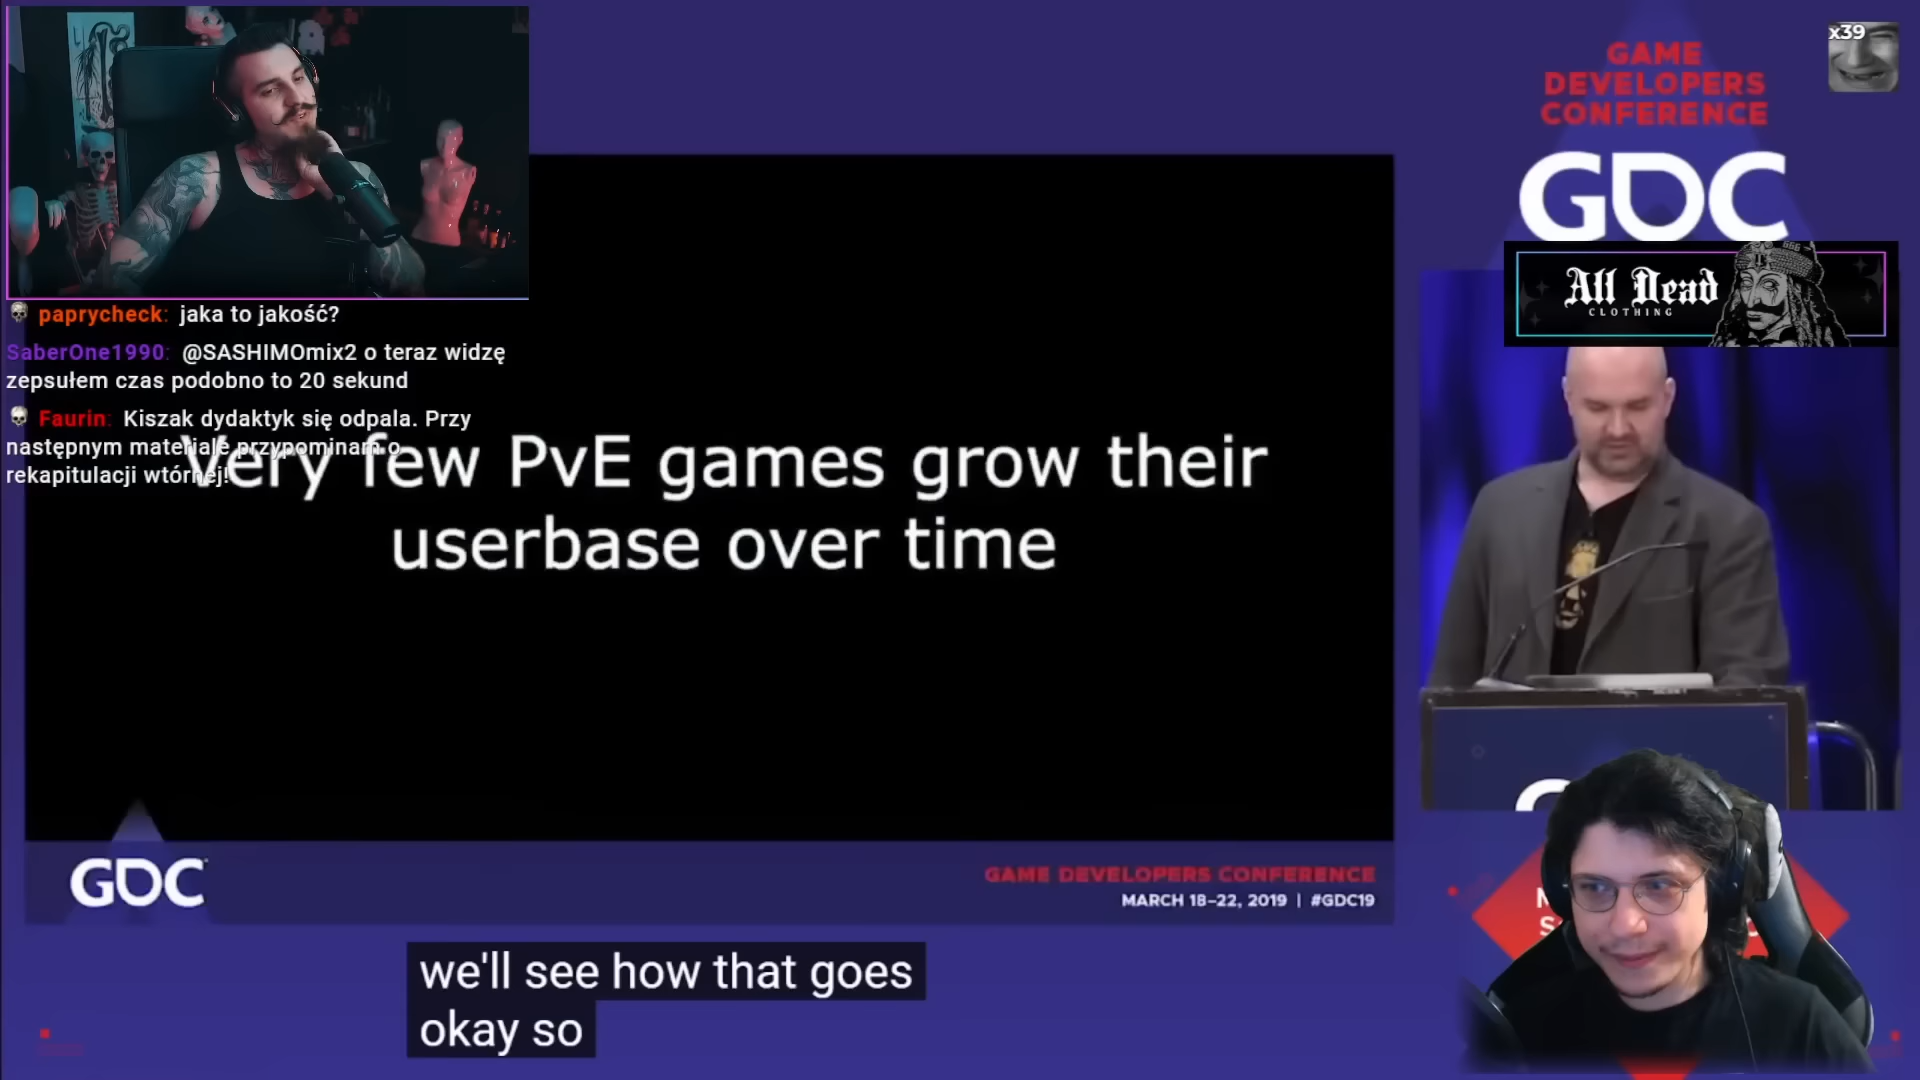 x39
GAME
DEVELOPERS
CONFERENCE
GDC
666
All Dead
CLOTHING
paprycheck: jaka to jakość?
SaberOne1990: @SASHIMOmix2 o teraz widzę
zepsułem czas podobno to 20 sekund
Faurin: Kiszak dydaktyk się odpala. Przy
następnym materiale przypominam o
rekapitulacji wtórnej!
Very few PvE games grow their
userbase over time
GDC
GAME DEVELOPERS CONFERENCE
MARCH 18-22, 2019 | #GDC19
we'll see how that goes
okay so